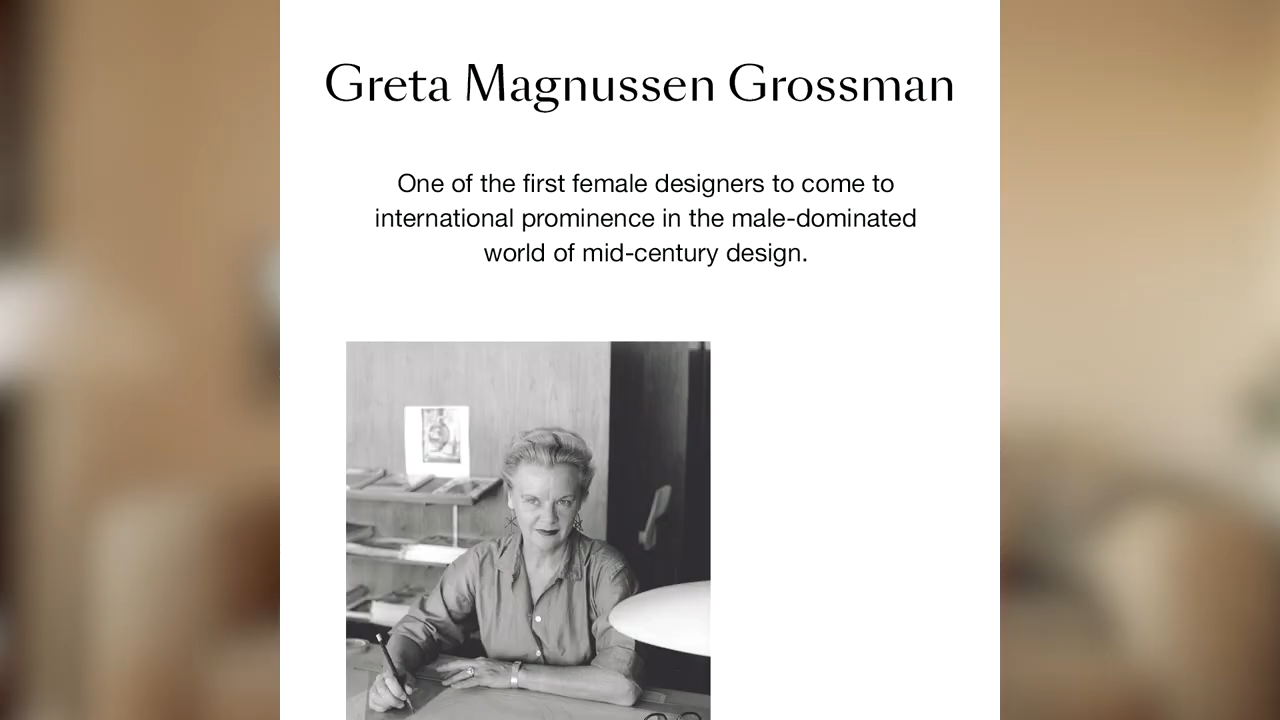 Greta Magnussen Grossman
One of the first female designers to come to
international prominence in the male-dominated
world of mid-century design.